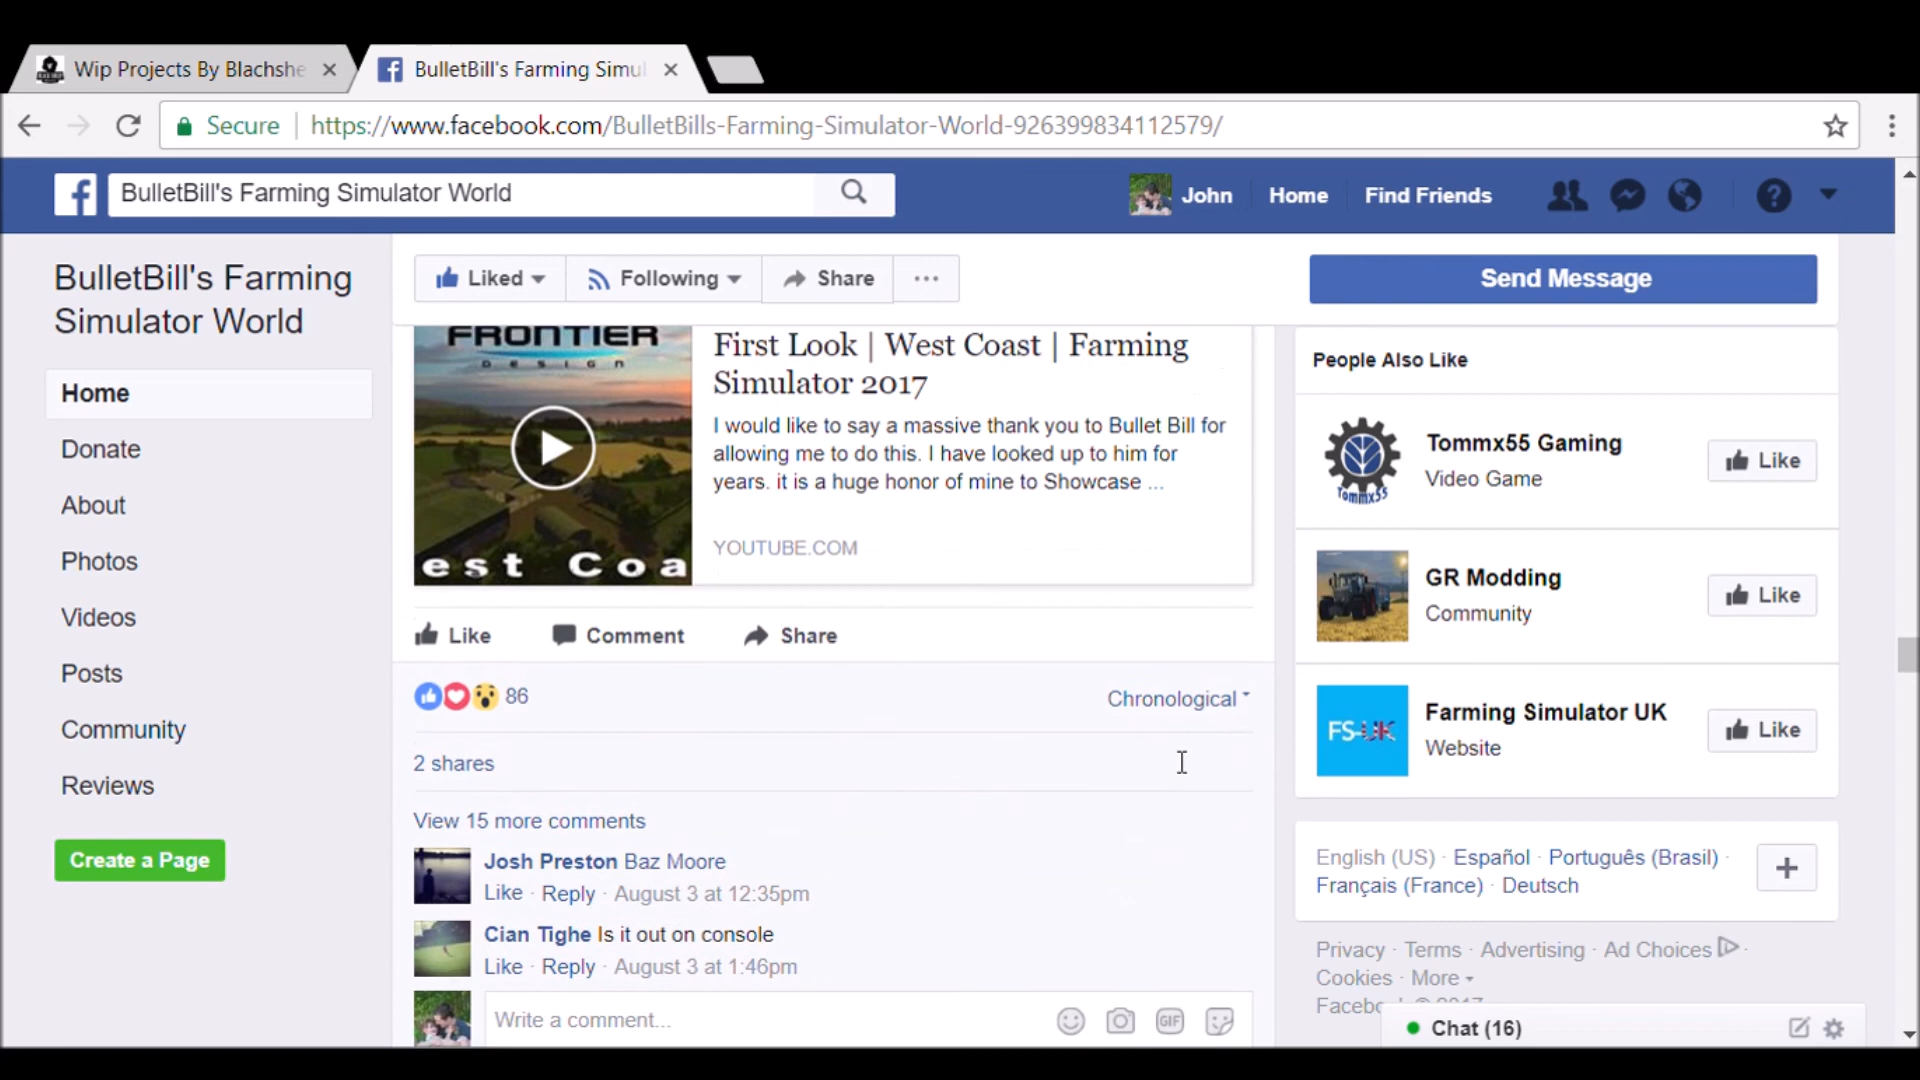 Wip Projects By Blachshe
BulletBill's Farming Simul
Secure
https://www.facebook.com/BulletBills-Farming-Simulator-World-926399834112579/
BulletBill's Farming Simulator World
John
Home
Find Friends
BulletBill's Farming
Simulator World
Home
Donate
About
Photos
Videos
Posts
Community
Reviews
Create a Page
Liked
Following
Share
Send Message
FRONTIER
DESIGN
est Coa
First Look | West Coast | Farming
Simulator 2017
I would like to say a massive thank you to Bullet Bill for
allowing me to do this. I have looked up to him for
years. it is a huge honor of mine to Showcase ...
YOUTUBE.COM
Like
Comment
Share
86
Chronological
2 shares
View 15 more comments
Josh Preston Baz Moore
Like · Reply · August 3 at 12:35pm
Cian Tighe Is it out on console
Like · Reply · August 3 at 1:46pm
Write a comment...
GIF
People Also Like
Tommx55
Tommx55 Gaming
Video Game
Like
GR Modding
Community
Like
FS-UK
Farming Simulator UK
Website
Like
English (US) · Español · Português (Brasil) ·
Français (France) · Deutsch
Privacy · Terms · Advertising · Ad Choices ·
Cookies · More
Chat (16)